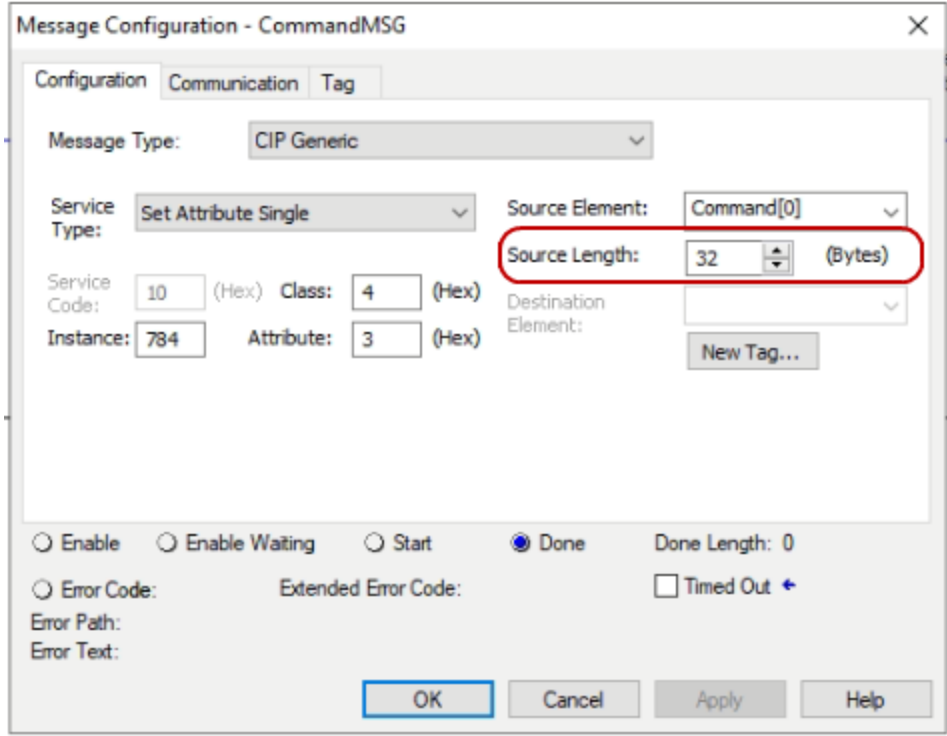 Message Configuration - CommandMSG
Configuration Communication Tag
Message Type: CIP Generic
Service Type: Set Attribute Single
Source Element: Command[0]
Source Length: 32 (Bytes)
Service Code: 10 (Hex) Class: 4 (Hex)
Destination Element:
Instance: 784 Attribute: 3 (Hex)
New Tag...
Enable Enable Waiting Start Done Done Length: 0
Error Code: Extended Error Code: Timed Out
Error Path:
Error Text:
OK Cancel Apply Help